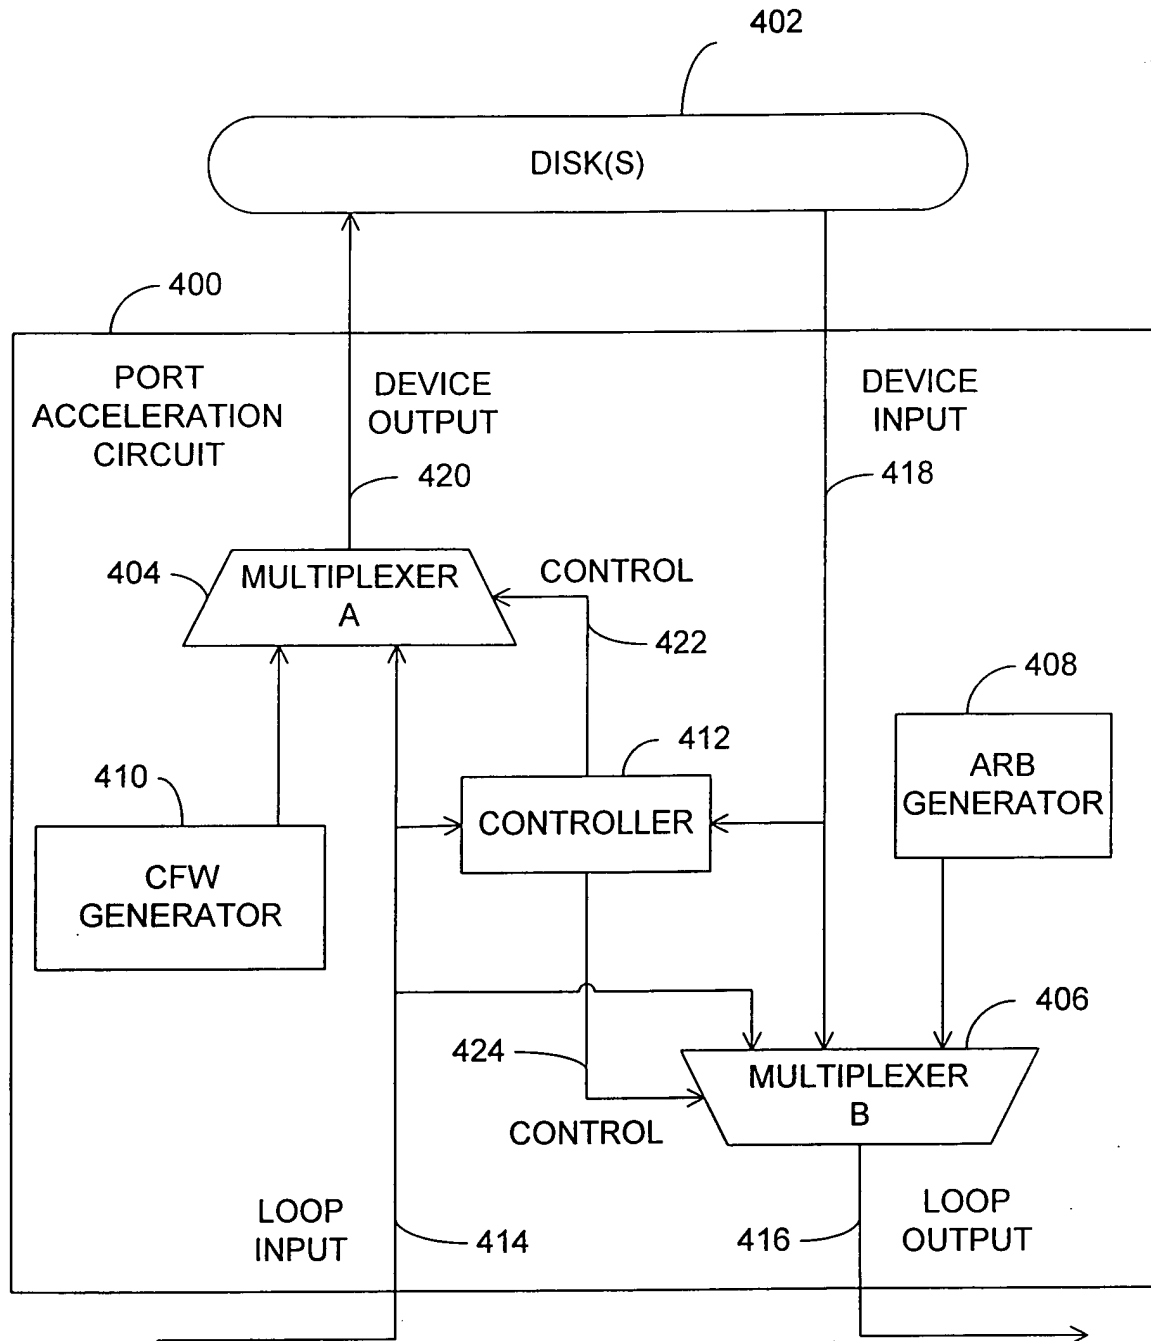 402
DISK(S)
400
PORT
ACCELERATION
CIRCUIT
DEVICE
OUTPUT
420
DEVICE
INPUT
418
404
MULTIPLEXER
A
CONTROL
422
408
ARB
GENERATOR
412
CONTROLLER
410
CFW
GENERATOR
406
424
MULTIPLEXER
B
CONTROL
LOOP
INPUT
414
416
LOOP
OUTPUT